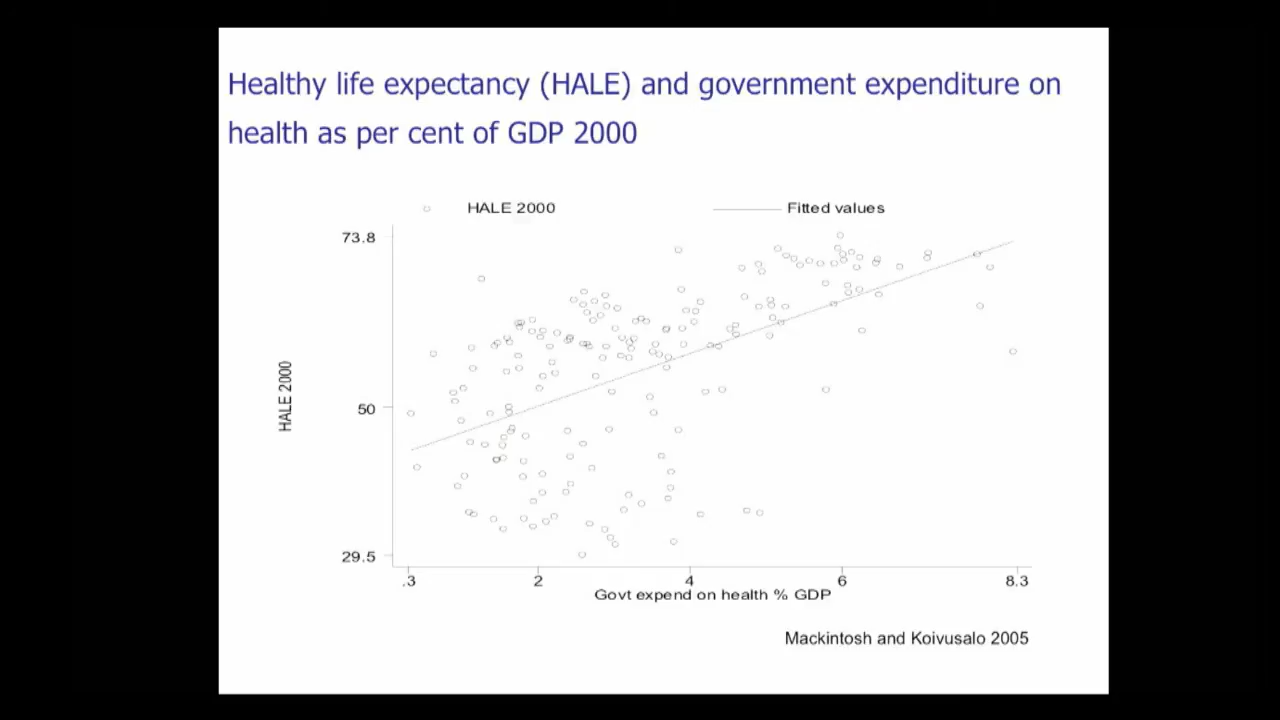 Healthy life expectancy (HALE) and government expenditure on
health as per cent of GDP 2000
HALE 2000
Fitted values
73.8
50
29.5
HALE 2000
.3
2
4
6
8.3
Govt expend on health % GDP
Mackintosh and Koivusalo 2005